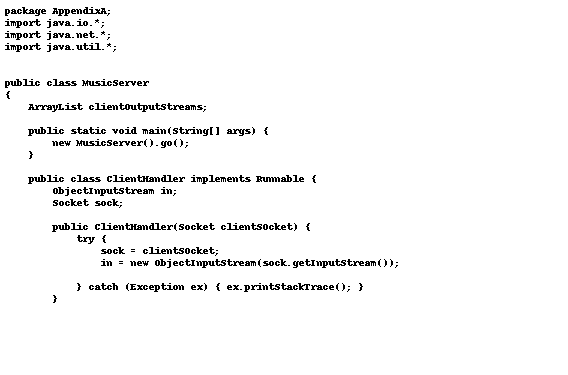 package AppendixA;
import java.io.*;
import java.net.*;
import java.util.*;
public class MusicServer
{
ArrayList clientOutputStreams;
public static void main(String[] args) {
new MusicServer().go();
}
public class ClientHandler implements Runnable {
ObjectInputStream in;
Socket sock;
public ClientHandler(Socket clientSOcket) {
try {
sock = clientSOcket;
in = new ObjectInputStream(sock.getInputStream());
} catch (Exception ex) { ex.printStackTrace(); }
}